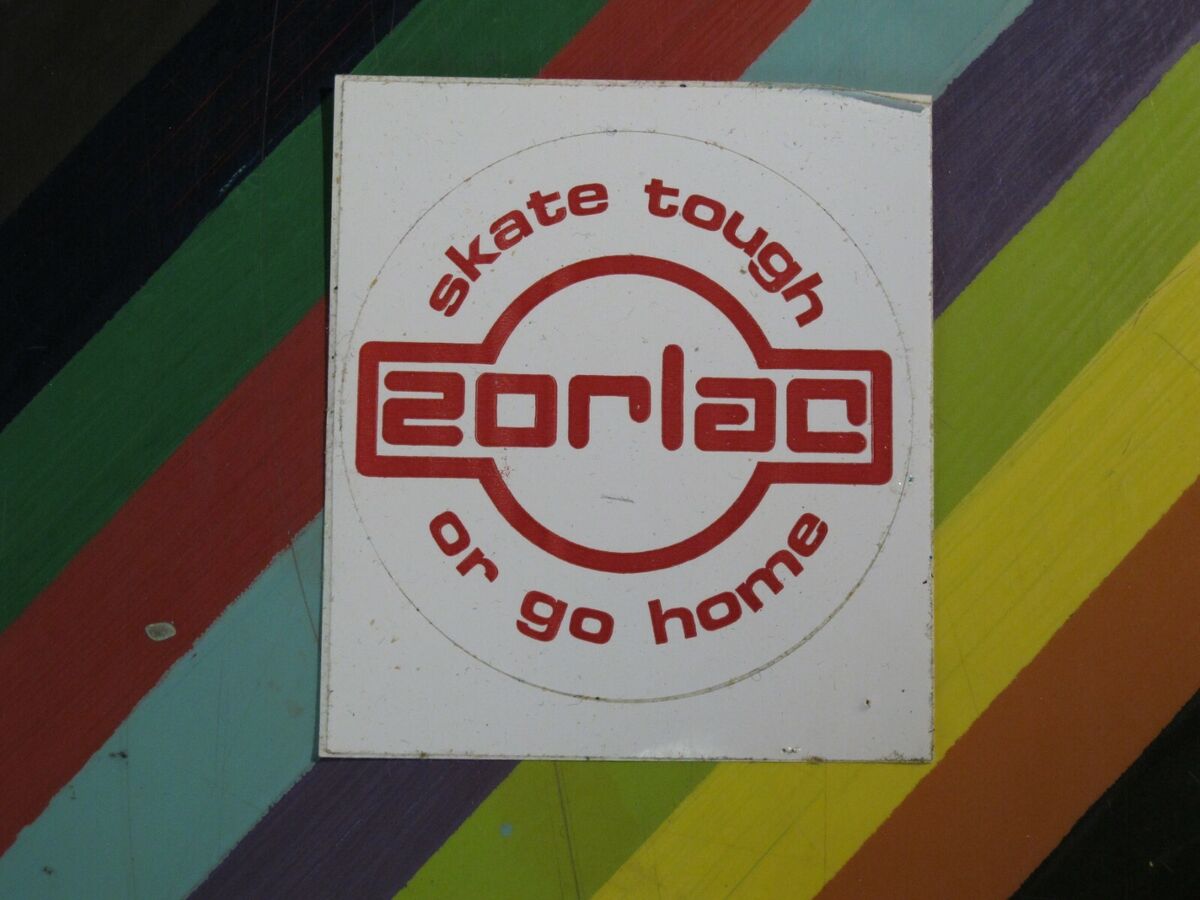 skate tough
zorlac
or go home